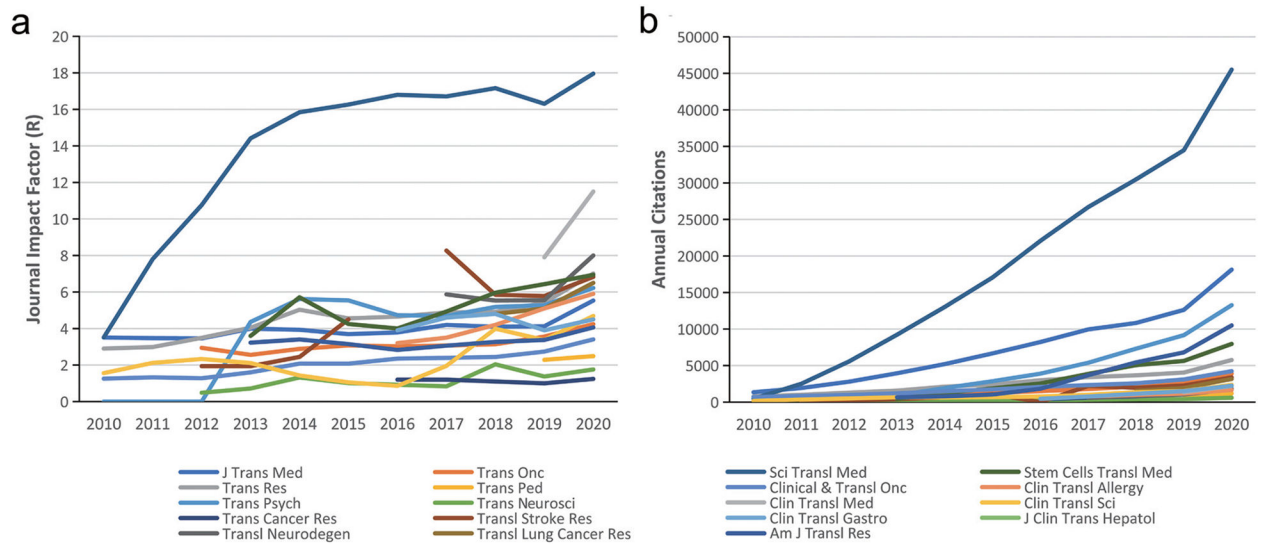 a
b
Journal Impact Factor (R)
20
18
16
14
12
10
8
6
4
2
0
2010 2011 2012 2013 2014 2015 2016 2017 2018 2019 2020
Annual Citations
50000
45000
40000
35000
30000
25000
20000
15000
10000
5000
0
2010 2011 2012 2013 2014 2015 2016 2017 2018 2019 2020
J Trans Med
Trans Res
Trans Psych
Trans Cancer Res
Transl Neurodegen
Trans Onc
Trans Ped
Trans Neurosci
Transl Stroke Res
Transl Lung Cancer Res
Sci Transl Med
Clinical & Transl Onc
Clin Transl Med
Clin Transl Gastro
Am J Transl Res
Stem Cells Transl Med
Clin Transl Allergy
Clin Transl Sci
J Clin Trans Hepatol